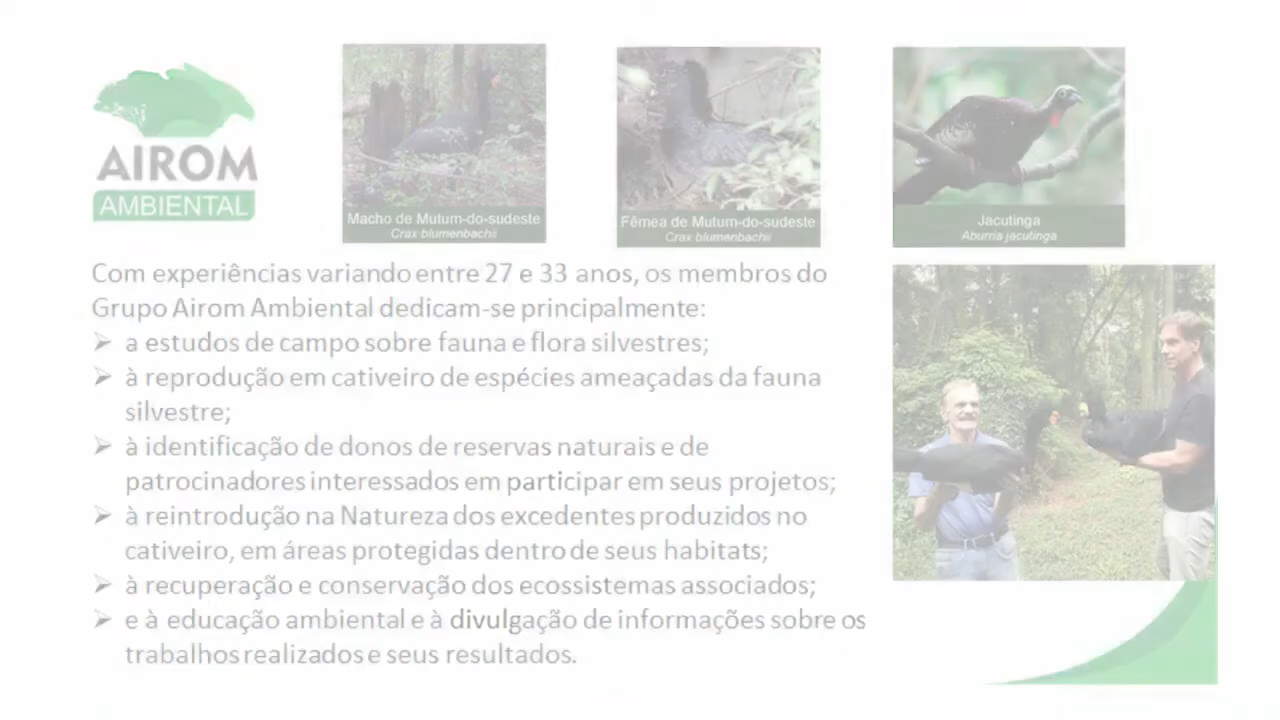 AIROM
AMBIENTAL
Macho de Mutum-do-sudeste
Crax blumenbachii
Fêmea de Mutum-do-sudeste
Crax blumenbachii
Jacutinga
Aburria jacutinga
Com experiências variando entre 27 e 33 anos, os membros do
Grupo Airom Ambiental dedicam-se principalmente:
➢ a estudos de campo sobre fauna e flora silvestres;
➢ à reprodução em cativeiro de espécies ameaçadas da fauna
silvestre;
➢ à identificação de donos de reservas naturais e de
patrocinadores interessados em participar em seus projetos;
➢ à reintrodução na Natureza dos excedentes produzidos no
cativeiro, em áreas protegidas dentro de seus habitats;
➢ à recuperação e conservação dos ecossistemas associados;
➢ e à educação ambiental e à divulgação de informações sobre os
trabalhos realizados e seus resultados.